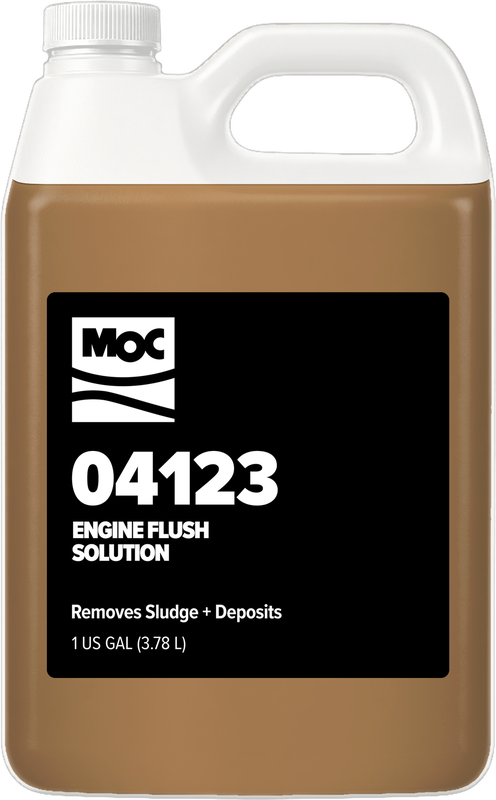 MOC
04123
ENGINE FLUSH
SOLUTION
Removes Sludge + Deposits
1 US GAL (3.78 L)